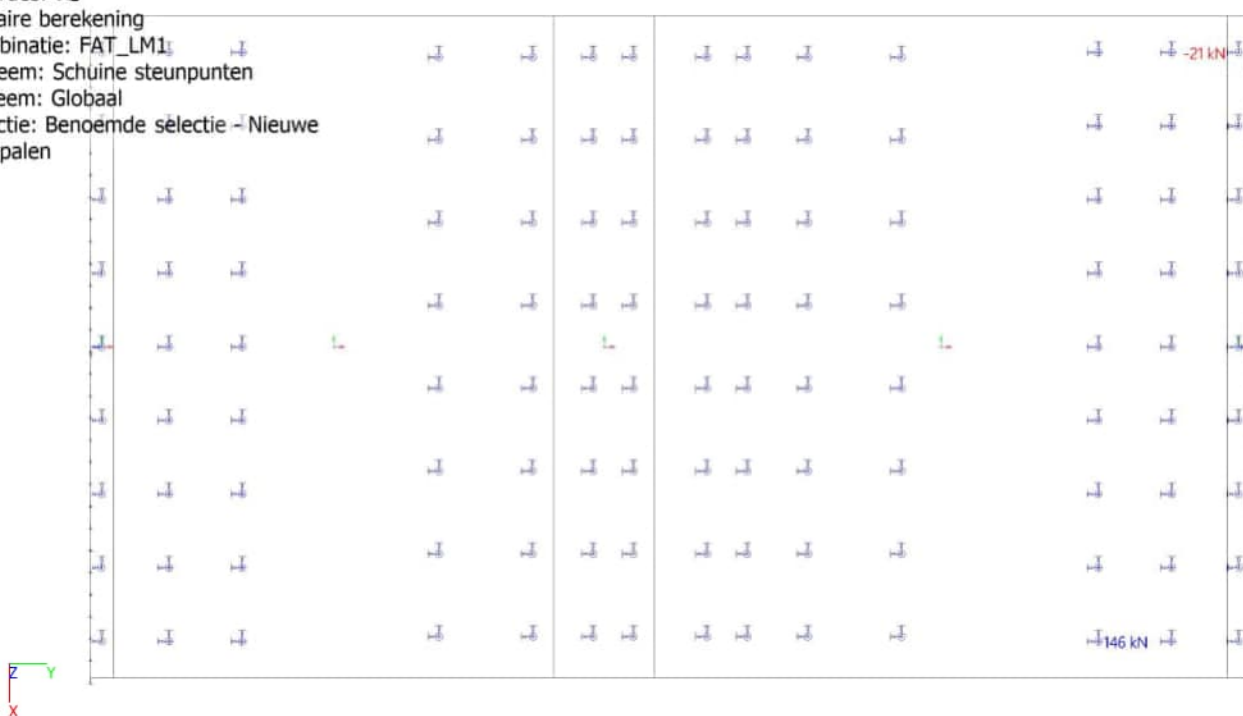 aire berekening
binatie: FAT_LM1
eem: Schuine steunpunten
eem: Globaal
ctie: Benoemde selectie - Nieuwe
palen
-21 kN
146 kN
Z Y
X